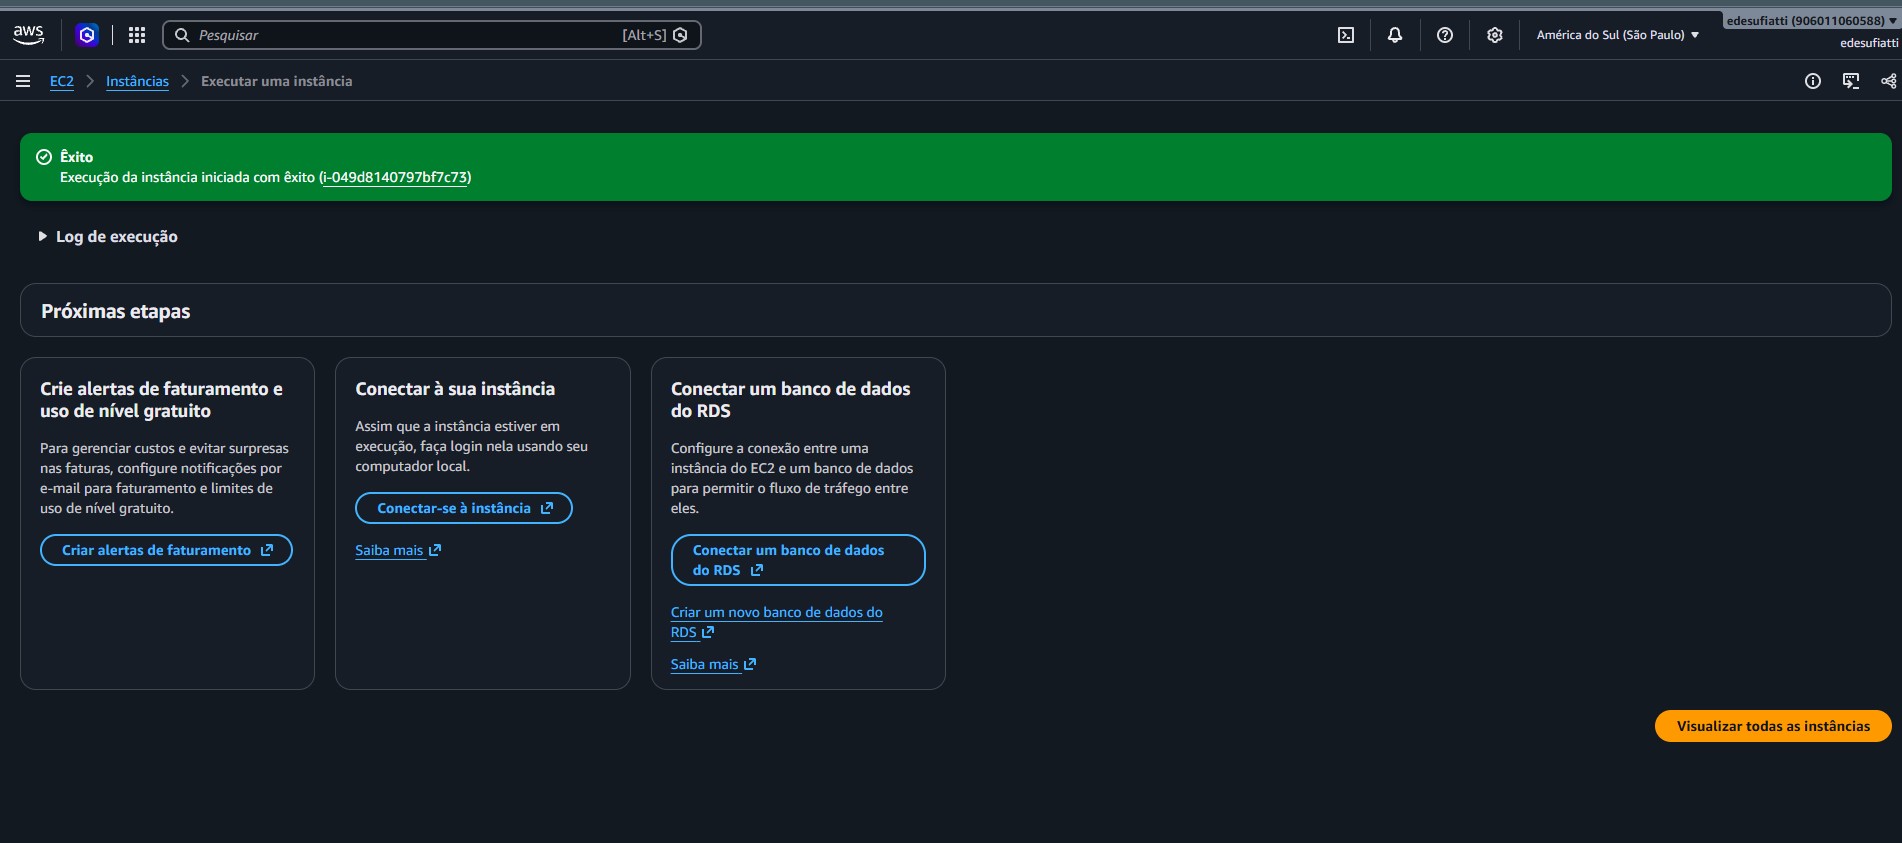 aws
Pesquisar
[Alt+S]
América do Sul (São Paulo)
edesufiatti (906011060588)
edesufiatti
EC2
Instâncias
Executar uma instância
Êxito
Execução da instância iniciada com êxito (i-049d8140797bf7c73)
Log de execução
Próximas etapas
Crie alertas de faturamento e
uso de nível gratuito
Para gerenciar custos e evitar surpresas
nas faturas, configure notificações por
e-mail para faturamento e limites de
uso de nível gratuito.
Criar alertas de faturamento
Conectar à sua instância
Assim que a instância estiver em
execução, faça login nela usando seu
computador local.
Conectar-se à instância
Saiba mais
Conectar um banco de dados
do RDS
Configure a conexão entre uma
instância do EC2 e um banco de dados
para permitir o fluxo de tráfego entre
eles.
Conectar um banco de dados
do RDS
Criar um novo banco de dados do
RDS
Saiba mais
Visualizar todas as instâncias